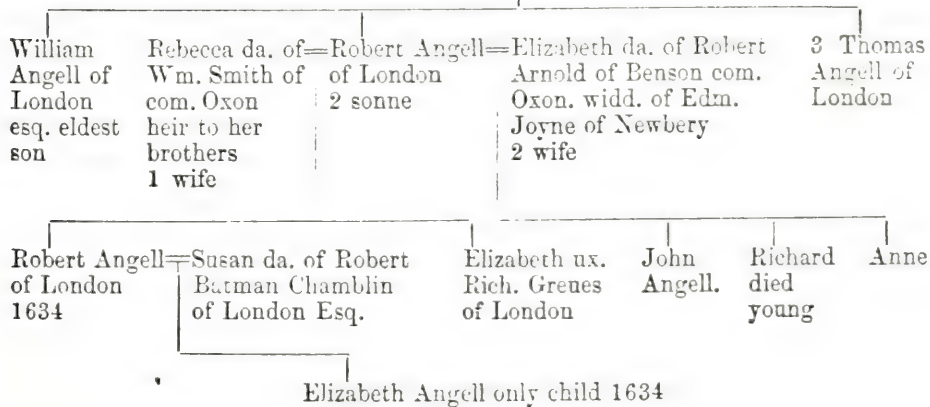 William
Angell of
London
esq. eldest
son
Rebecca da. of=Robert Angell=Elizabeth da. of Robert
Wm. Smith of
com. Oxon
heir to her
brothers
1 wife
of London
2 sonne
Arnold of Benson com.
Oxon. widd. of Edm.
Joyne of Newbery
2 wife
3 Thomas
Angell of
London
Robert Angell=Susan da. of Robert
of London
1634
Batman Chamblin
of London Esq.
Elizabeth ux.
Rich. Greues
of London
John
Angell.
Richard
died
young
Anne
Elizabeth Angell only child 1634